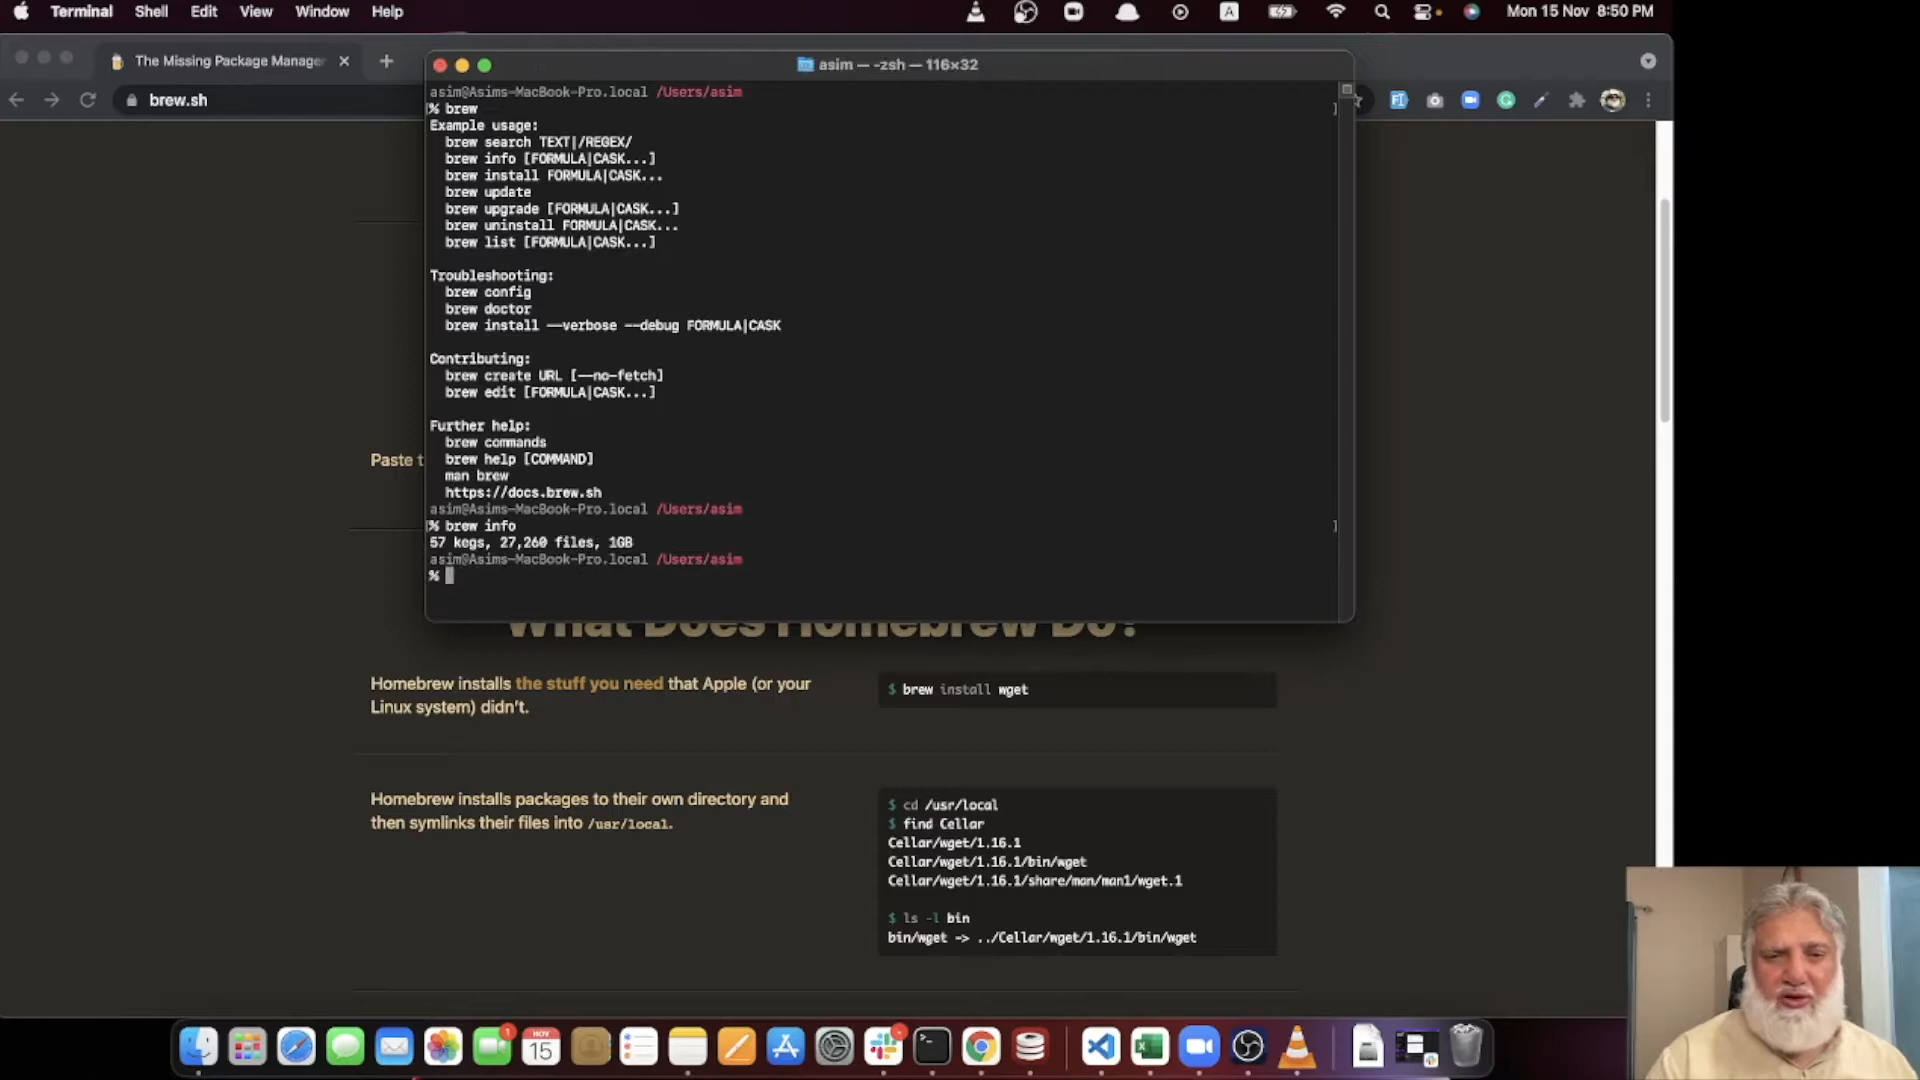 Terminal Shell Edit View Window Help
A
Mon 15 Nov 8:50 PM
The Missing Package Manager
brew.sh
asim — -zsh — 116×32
asim@Asims-MacBook-Pro.local /Users/asim
[% brew ]
Example usage:
brew search TEXT|/REGEX/
brew info [FORMULA|CASK...]
brew install FORMULA|CASK...
brew update
brew upgrade [FORMULA|CASK...]
brew uninstall FORMULA|CASK...
brew list [FORMULA|CASK...]
Troubleshooting:
brew config
brew doctor
brew install --verbose --debug FORMULA|CASK
Contributing:
brew create URL [--no-fetch]
brew edit [FORMULA|CASK...]
Further help:
brew commands
brew help [COMMAND]
man brew
https://docs.brew.sh
asim@Asims-MacBook-Pro.local /Users/asim
[% brew info ]
57 kegs, 27,260 files, 1GB
asim@Asims-MacBook-Pro.local /Users/asim
%
Paste t
What Does Homebrew Do?
Homebrew installs the stuff you need that Apple (or your
Linux system) didn't.
$ brew install wget
Homebrew installs packages to their own directory and
then symlinks their files into /usr/local.
$ cd /usr/local
$ find Cellar
Cellar/wget/1.16.1
Cellar/wget/1.16.1/bin/wget
Cellar/wget/1.16.1/share/man/man1/wget.1
$ ls -l bin
bin/wget -> ../Cellar/wget/1.16.1/bin/wget
NOV
15
1